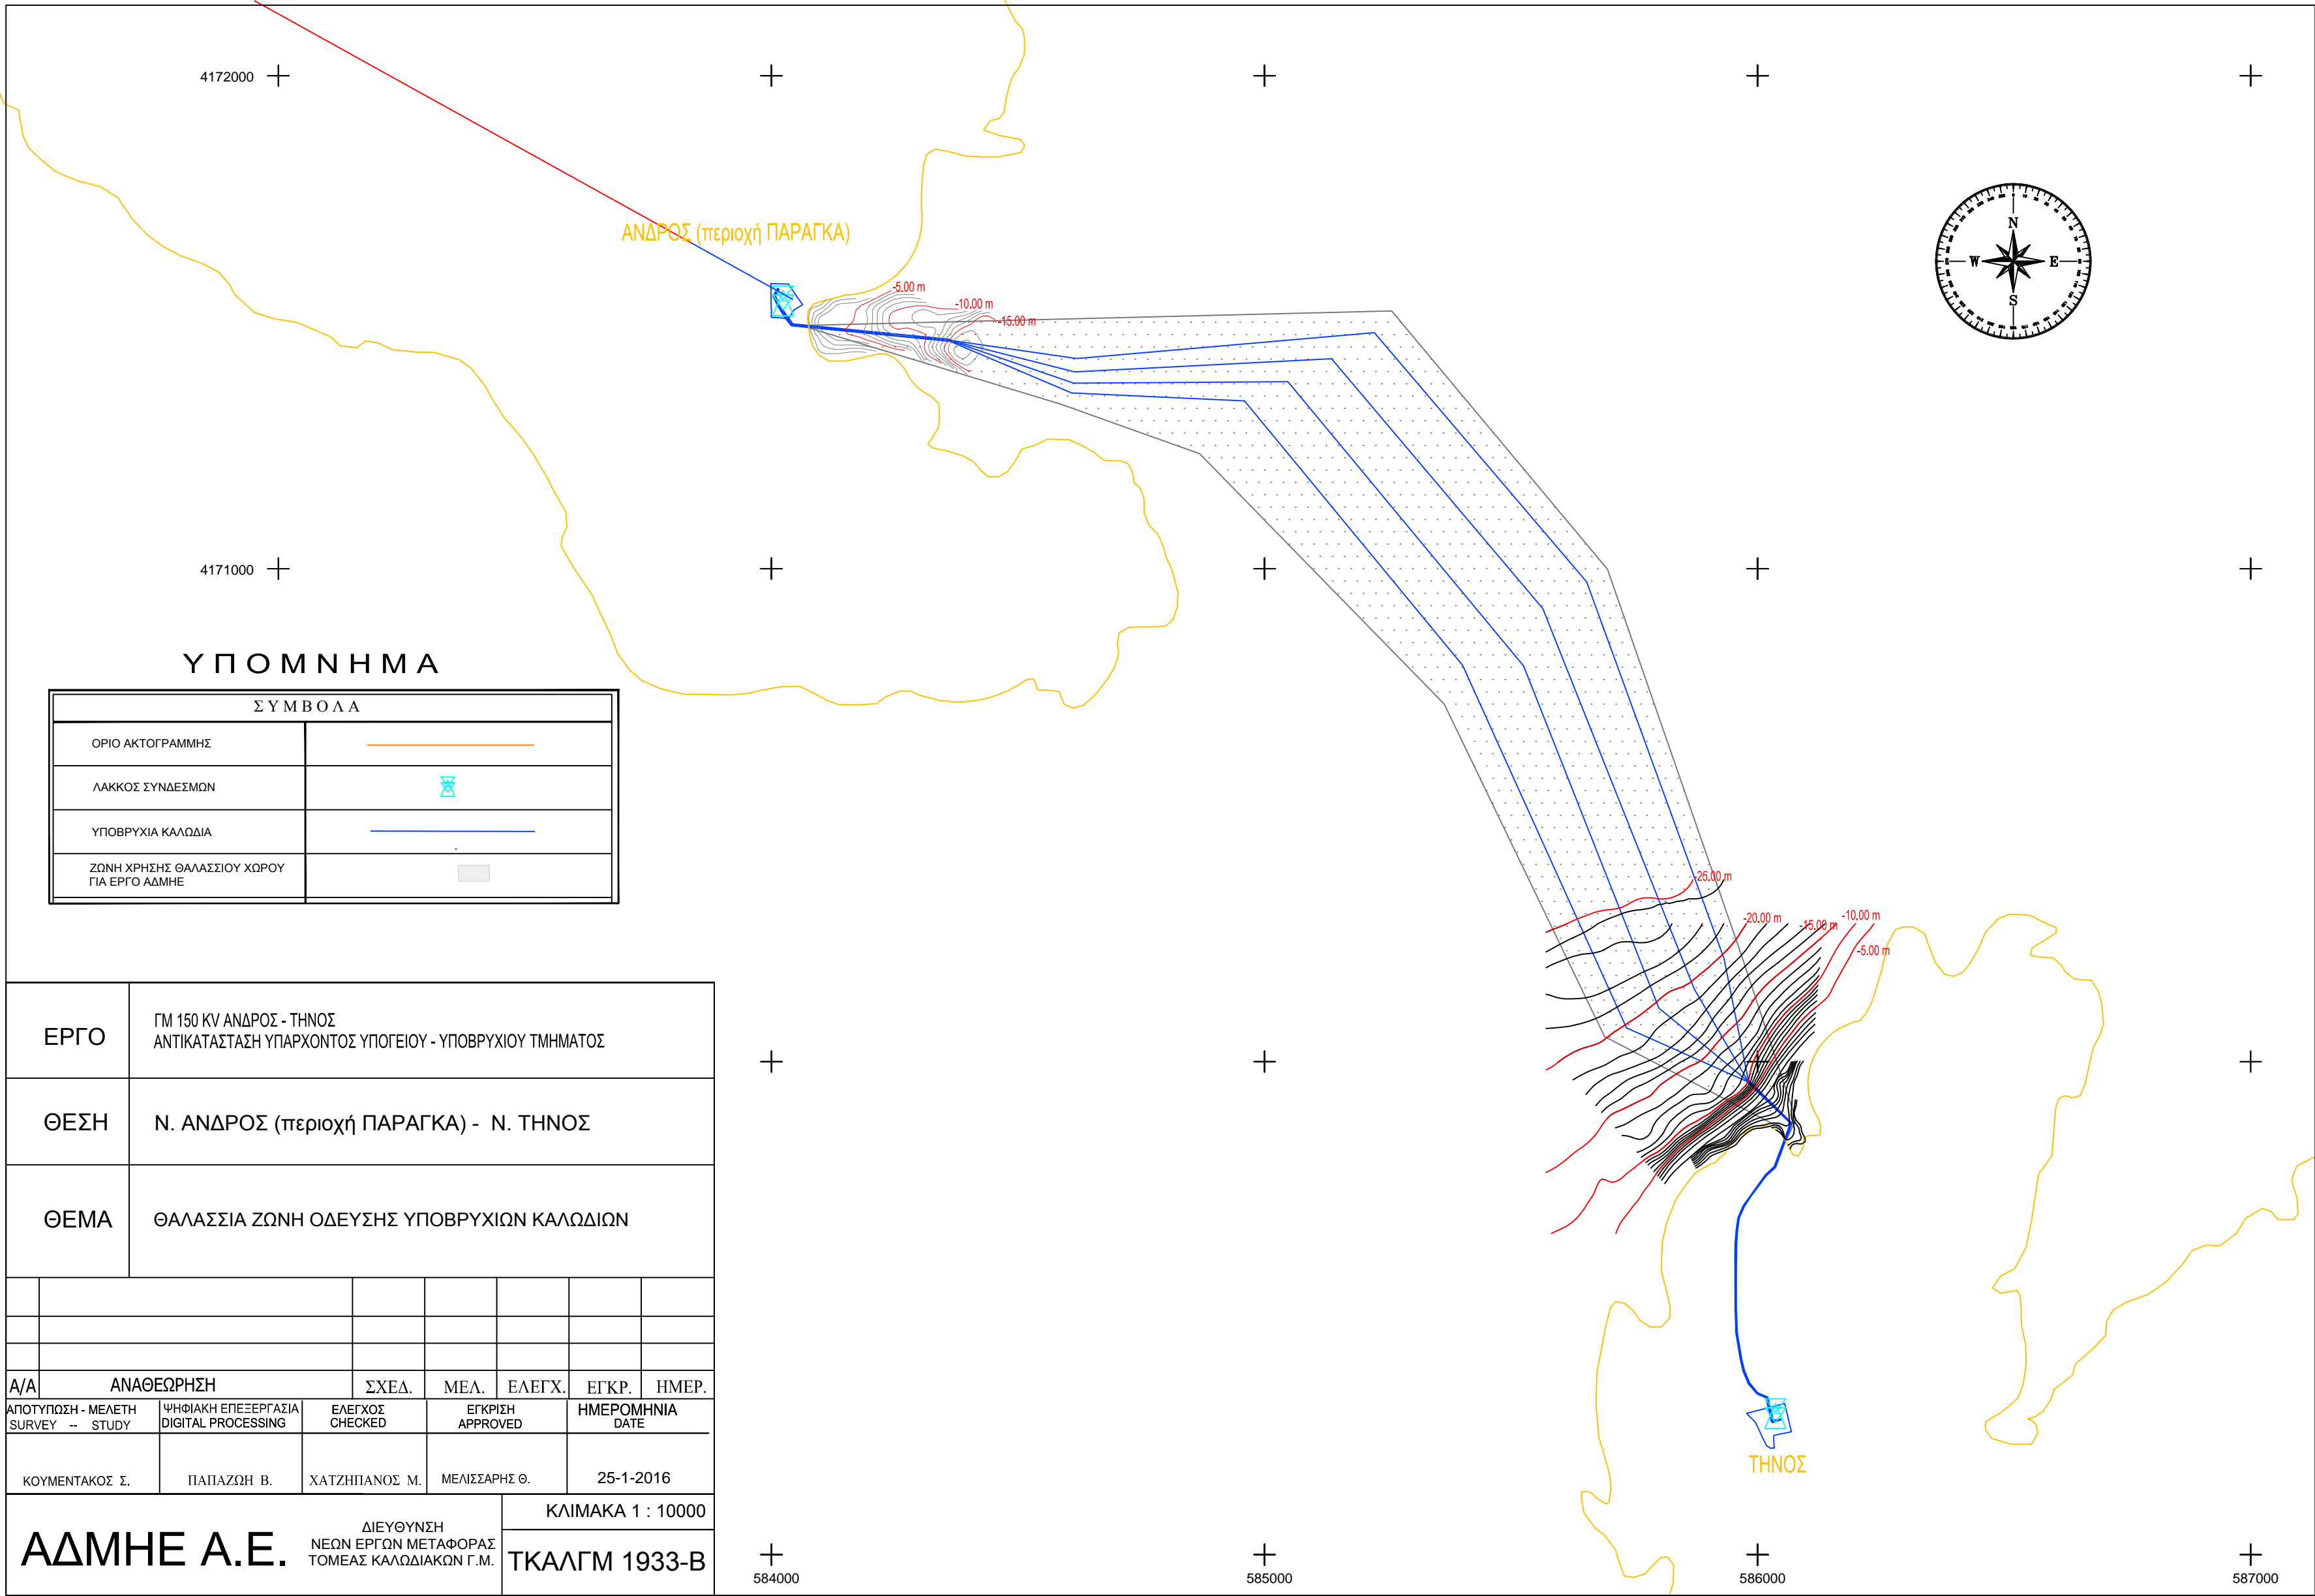 4172000
ΑΝΔΡΟΣ (περιοχή ΠΑΡΑΓΚΑ)
N
W
E
S
-5.00 m
-10.00 m
-15.00 m
4171000
ΥΠΟΜΝΗΜΑ
ΣΥΜΒΟΛΑ
ΟΡΙΟ ΑΚΤΟΓΡΑΜΜΗΣ
ΛΑΚΚΟΣ ΣΥΝΔΕΣΜΩΝ
ΥΠΟΒΡΥΧΙΑ ΚΑΛΩΔΙΑ
ΖΩΝΗ ΧΡΗΣΗΣ ΘΑΛΑΣΣΙΟΥ ΧΩΡΟΥ
ΓΙΑ ΕΡΓΟ ΑΔΜΗΕ
-25.00 m
-20.00 m
-15.00 m
-10.00 m
-5.00 m
ΤΗΝΟΣ
ΕΡΓΟ
ΓΜ 150 KV ΑΝΔΡΟΣ - ΤΗΝΟΣ
ΑΝΤΙΚΑΤΑΣΤΑΣΗ ΥΠΑΡΧΟΝΤΟΣ ΥΠΟΓΕΙΟΥ - ΥΠΟΒΡΥΧΙΟΥ ΤΜΗΜΑΤΟΣ
ΘΕΣΗ
Ν. ΑΝΔΡΟΣ (περιοχή ΠΑΡΑΓΚΑ) - Ν. ΤΗΝΟΣ
ΘΕΜΑ
ΘΑΛΑΣΣΙΑ ΖΩΝΗ ΟΔΕΥΣΗΣ ΥΠΟΒΡΥΧΙΩΝ ΚΑΛΩΔΙΩΝ
Α/Α
ΑΝΑΘΕΩΡΗΣΗ
ΣΧΕΔ.
ΜΕΛ.
ΕΛΕΓΧ.
ΕΓΚΡ.
ΗΜΕΡ.
ΑΠΟΤΥΠΩΣΗ - ΜΕΛΕΤΗ
SURVEY -- STUDY
ΨΗΦΙΑΚΗ ΕΠΕΞΕΡΓΑΣΙΑ
DIGITAL PROCESSING
ΕΛΕΓΧΟΣ
CHECKED
ΕΓΚΡΙΣΗ
APPROVED
ΗΜΕΡΟΜΗΝΙΑ
DATE
ΚΟΥΜΕΝΤΑΚΟΣ Σ.
ΠΑΠΑΖΩΗ Β.
ΧΑΤΖΗΠΑΝΟΣ Μ.
ΜΕΛΙΣΣΑΡΗΣ Θ.
25-1-2016
ΑΔΜΗΕ Α.Ε.
ΔΙΕΥΘΥΝΣΗ
ΝΕΩΝ ΕΡΓΩΝ ΜΕΤΑΦΟΡΑΣ
ΤΟΜΕΑΣ ΚΑΛΩΔΙΑΚΩΝ Γ.Μ.
ΚΛΙΜΑΚΑ 1 : 10000
ΤΚΑΛΓΜ 1933-Β
584000
585000
586000
587000